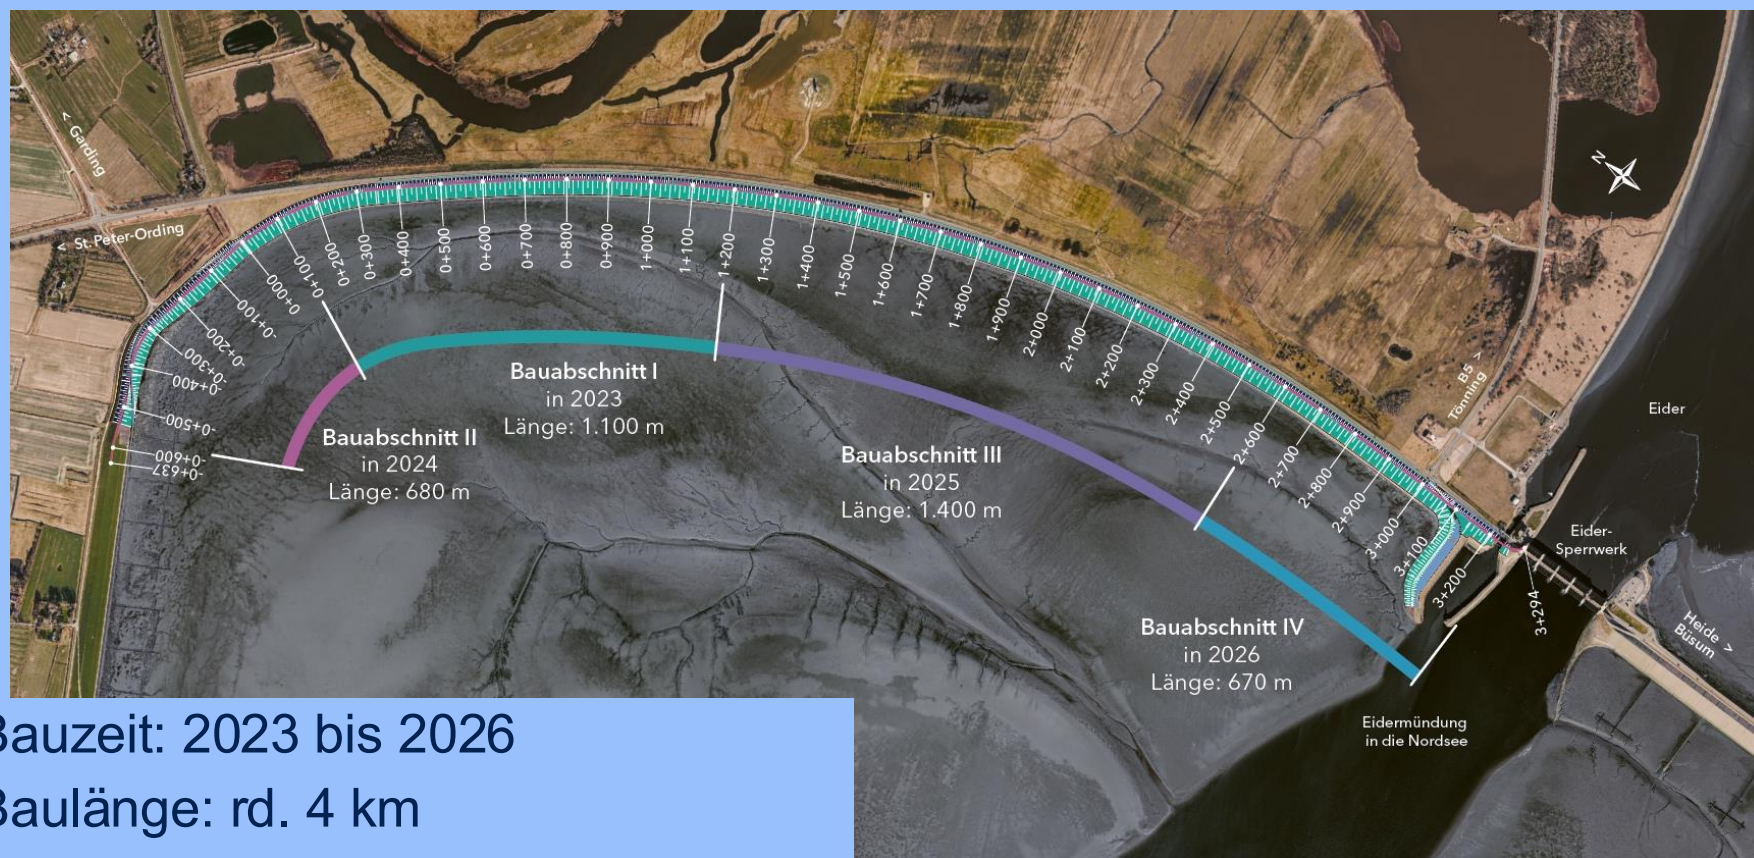 < Garding
< St. Peter-Ording
N
-0+637
-0+600
-0+500
-0+400
-0+300
-0+200
-0+100
0+000
0+100
0+200
0+300
0+400
0+500
0+600
0+700
0+800
0+900
1+000
1+100
1+200
1+300
1+400
1+500
1+600
1+700
1+800
1+900
2+000
2+100
2+200
2+300
2+400
2+500
2+600
2+700
2+800
2+900
3+000
3+100
3+200
3+294
Bauabschnitt I
in 2023
Länge: 1.100 m
Bauabschnitt II
in 2024
Länge: 680 m
Bauabschnitt III
in 2025
Länge: 1.400 m
Bauabschnitt IV
in 2026
Länge: 670 m
B5 >
Tönning
Eider
Eider-
Sperrwerk
Heide >
Büsum
Eidermündung
in die Nordsee
Bauzeit: 2023 bis 2026
Baulänge: rd. 4 km